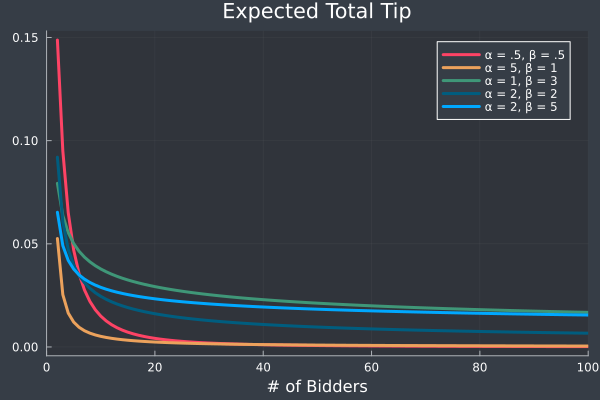 Expected Total Tip
0.15
0.10
0.05
0.00
α = .5, β = .5
α = 5, β = 1
α = 1, β = 3
α = 2, β = 2
α = 2, β = 5
0 20 40 60 80 100
# of Bidders